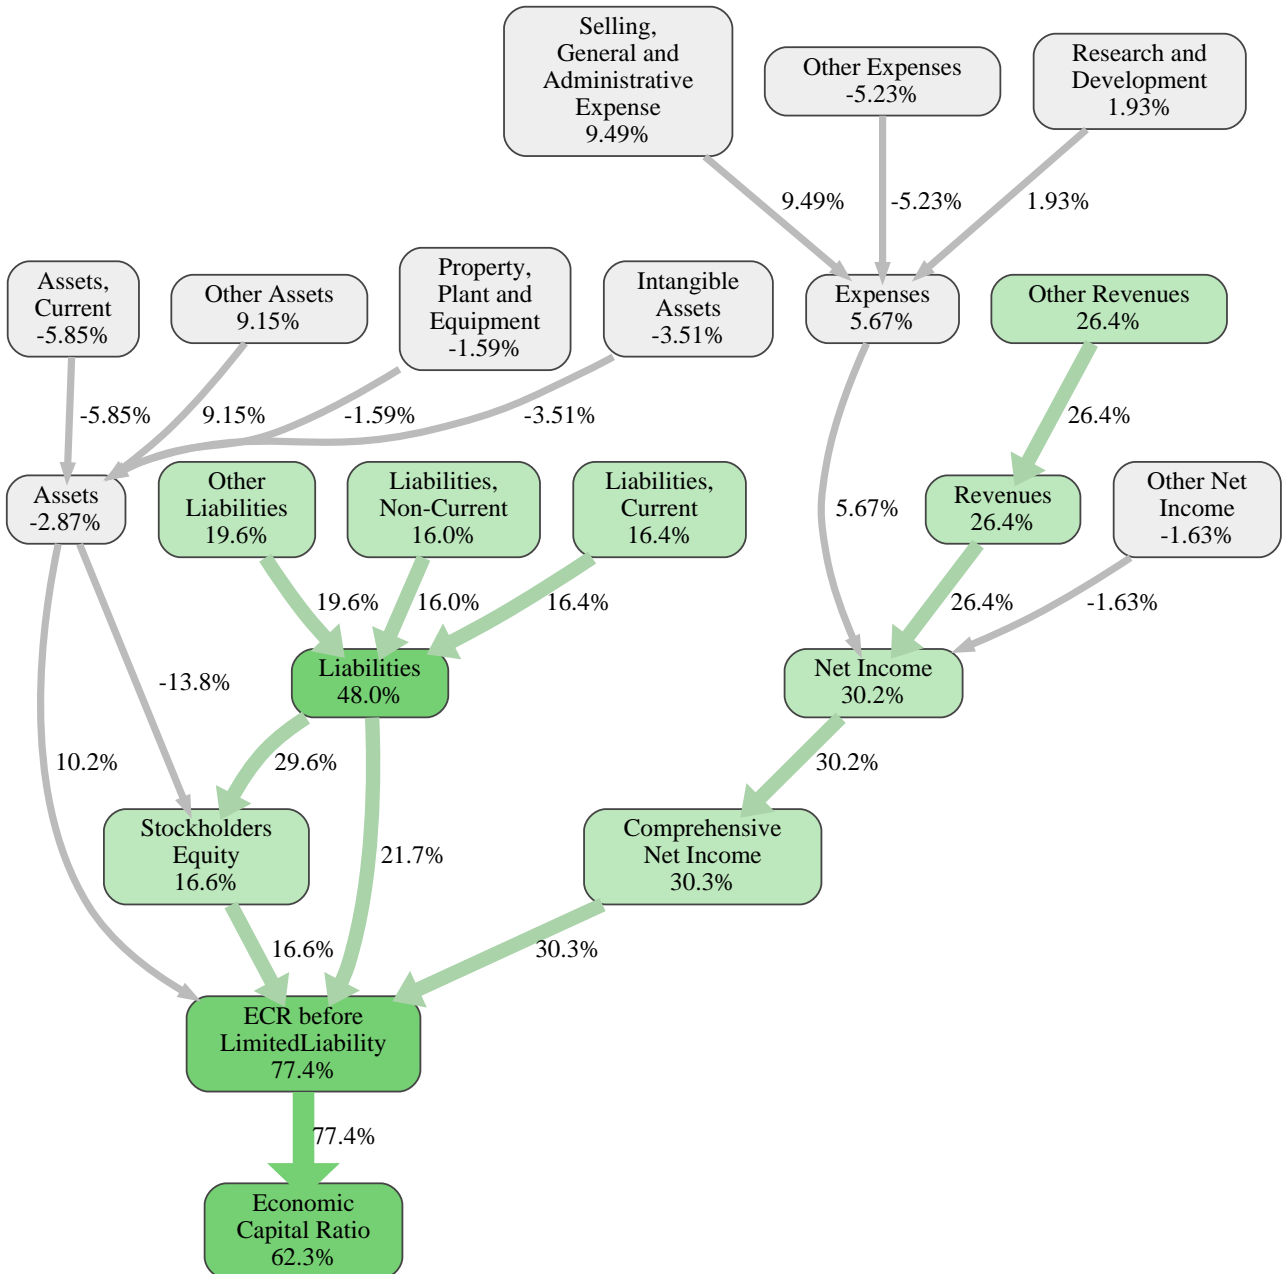 Selling,
General and
Administrative
Expense
9.49%
Other Expenses
-5.23%
Research and
Development
1.93%
9.49%
-5.23%
1.93%
Assets,
Current
-5.85%
Other Assets
9.15%
Property,
Plant and
Equipment
-1.59%
Intangible
Assets
-3.51%
Expenses
5.67%
Other Revenues
26.4%
-5.85%
9.15%
-1.59%
-3.51%
26.4%
Assets
-2.87%
Other
Liabilities
19.6%
Liabilities,
Non-Current
16.0%
Liabilities,
Current
16.4%
5.67%
Revenues
26.4%
Other Net
Income
-1.63%
19.6%
16.0%
16.4%
26.4%
-1.63%
-13.8%
Liabilities
48.0%
Net Income
30.2%
10.2%
29.6%
30.2%
Stockholders
Equity
16.6%
21.7%
Comprehensive
Net Income
30.3%
16.6%
30.3%
ECR before
LimitedLiability
77.4%
77.4%
Economic
Capital Ratio
62.3%